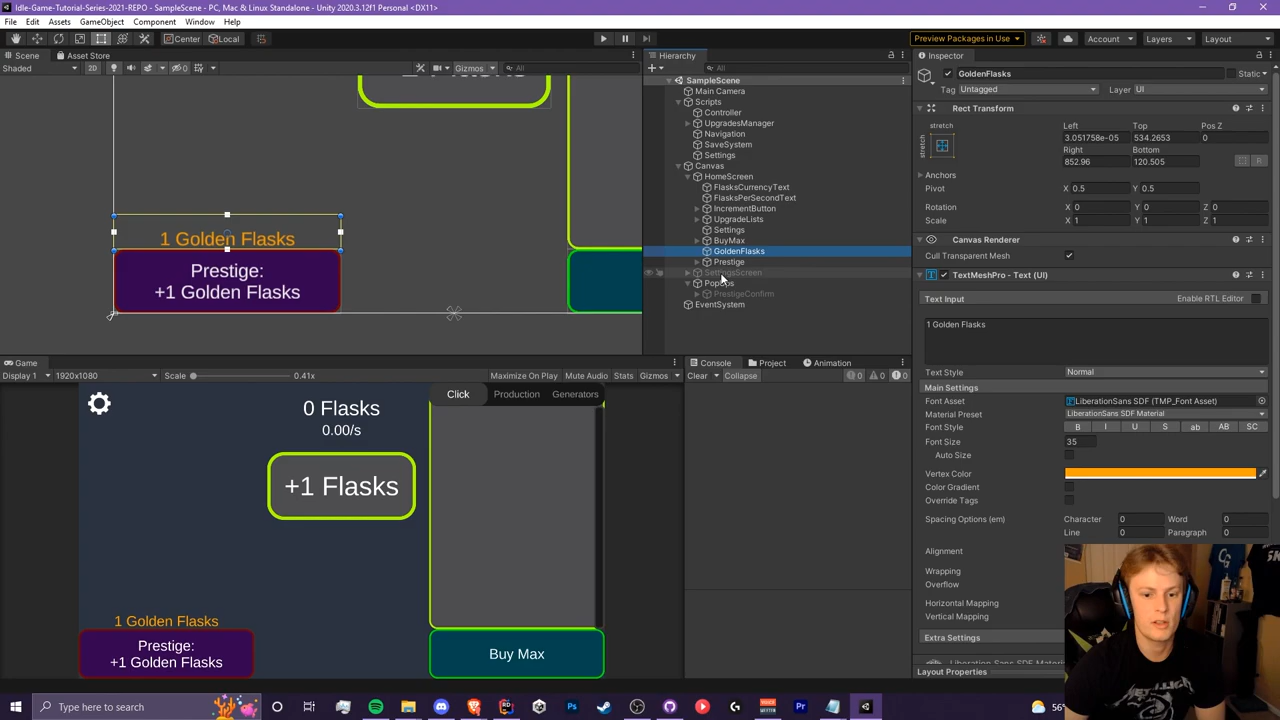 Idle-Game-Tutorial-Series-2021-REPO - SampleScene - PC, Mac & Linux Standalone - Unity 2020.3.12f1 Personal <DX11>
File Edit Assets GameObject Component Window Help
Center Local Preview Packages in Use Account Layers Layout
Scene Asset Store
Shaded 2D 0 Gizmos All
1 Golden Flasks
Prestige:
+1 Golden Flasks
Hierarchy
All
SampleScene
Main Camera
Scripts
Controller
UpgradesManager
Navigation
SaveSystem
Settings
Canvas
HomeScreen
FlasksCurrencyText
FlasksPerSecondText
IncrementButton
UpgradeLists
Settings
BuyMax
GoldenFlasks
Prestige
SettingsScreen
PrestigeConfirm
EventSystem
Inspector
GoldenFlasks Static
Tag Untagged Layer UI
Rect Transform
stretch Left Top Pos Z
stretch 3.051758e-05 534.2653 0
Right Bottom
852.96 120.505 R
Anchors
Pivot X 0.5 Y 0.5
Rotation X 0 Y 0 Z 0
Scale X 1 Y 1 Z 1
Canvas Renderer
Cull Transparent Mesh
TextMeshPro - Text (UI)
Text Input Enable RTL Editor
1 Golden Flasks
Text Style Normal
Main Settings
Font Asset LiberationSans SDF (TMP_Font Asset)
Material Preset LiberationSans SDF Material
Font Style B I U S ab AB SC
Font Size 35
Auto Size
Vertex Color
Color Gradient
Override Tags
Spacing Options (em) Character 0 Word 0
Line 0 Paragraph 0
Alignment
Wrapping
Overflow
Horizontal Mapping
Vertical Mapping
Extra Settings
Liberation Sans SDF Materi
Layout Properties
Game
Display 1 1920x1080 Scale 0.41x Maximize On Play Mute Audio Stats Gizmos
Click Production Generators
0 Flasks
0.00/s
+1 Flasks
1 Golden Flasks
Prestige:
+1 Golden Flasks
Buy Max
Console Project Animation
Clear Collapse 0 0 0
Type here to search
56°